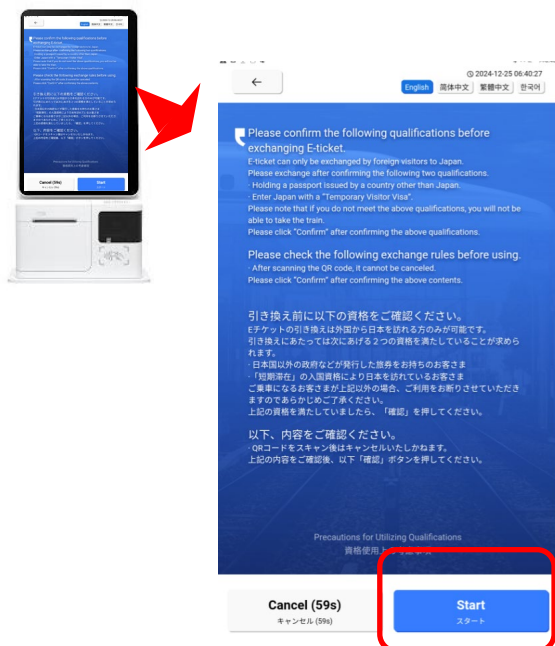 ←
2024-12-25 06:40:27
English 简体中文 繁體中文 한국어
Please confirm the following qualifications before
exchanging E-ticket.
E-ticket can only be exchanged by foreign visitors to Japan.
Please exchange after confirming the following two qualifications.
· Holding a passport issued by a country other than Japan.
· Enter Japan with a "Temporary Visitor Visa".
Please note that if you do not meet the above qualifications, you will not be
able to take the train.
Please click "Confirm" after confirming the above qualifications.
Please check the following exchange rules before using.
· After scanning the QR code, it cannot be canceled.
Please click "Confirm" after confirming the above contents.
引き換え前に以下の資格をご確認ください。
Eチケットの引き換えは外国から日本を訪れる方のみが可能です。
引き換えにあたっては次にあげる２つの資格を満たしていることが求めら
れます。
·日本国以外の政府などが発行した旅券をお持ちのお客さま
·「短期滞在」の入国資格により日本を訪れているお客さま
ご乗車になるお客さまが上記以外の場合、ご利用をお断りさせていただき
ますのであらかじめご了承ください。
上記の資格を満たしていましたら、「確認」を押してください。
以下、内容をご確認ください。
·QRコードをスキャン後はキャンセルいたしかねます。
上記の内容をご確認後、以下「確認」ボタンを押してください。
Precautions for Utilizing Qualifications
資格使用上の
Cancel (59s)
キャンセル (59s)
Start
スタート